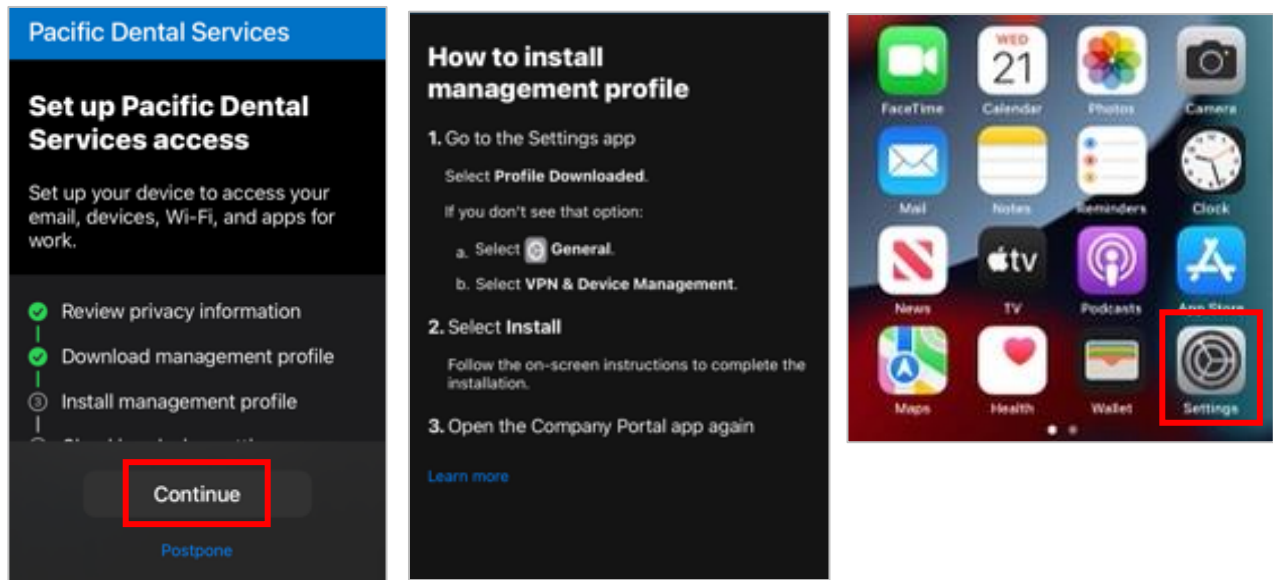 Pacific Dental Services
Set up Pacific Dental
Services access
Set up your device to access your
email, devices, Wi-Fi, and apps for
work.
Review privacy information
Download management profile
3 Install management profile
Continue
Postpone
How to install
management profile
1. Go to the Settings app
Select Profile Downloaded.
If you don't see that option:
a. Select General.
b. Select VPN & Device Management.
2. Select Install
Follow the on-screen instructions to complete the
installation.
3. Open the Company Portal app again
Learn more
WED
21
FaceTime Calendar Photos Camera
Mail Notes Reminders Clock
tv
News TV Podcasts App Store
Maps Health Wallet Settings